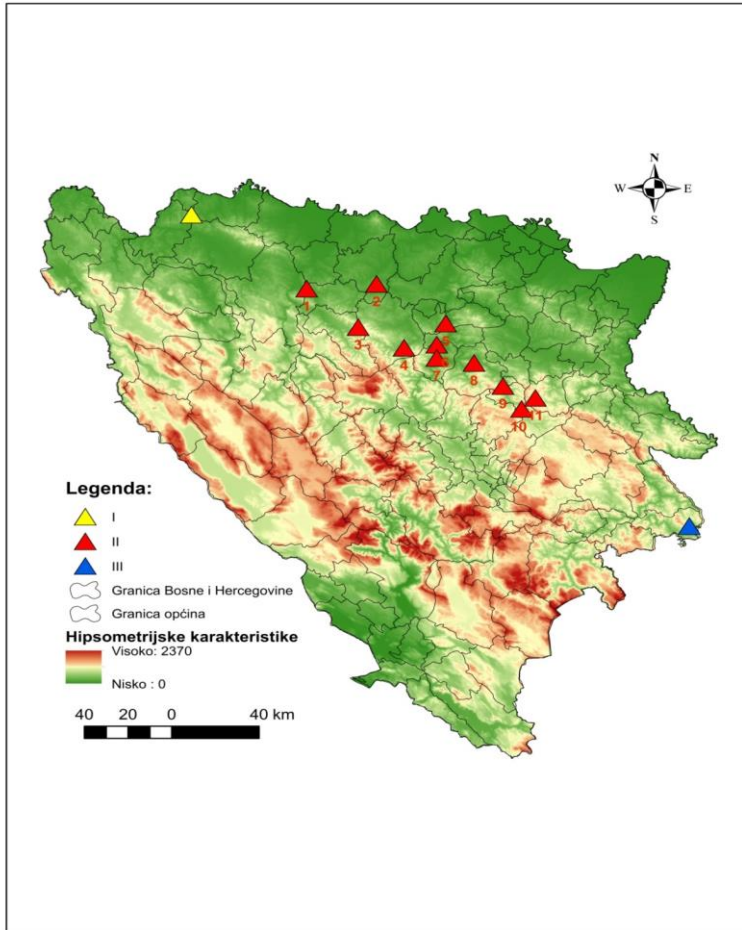 N
W E
S
1
2
3
4
5
7
8
9
10
11
Legenda:
I
II
III
Granica Bosne i Hercegovine
Granica općina
Hipsometrijske karakteristike
Visoko: 2370
Nisko : 0
40 20 0 40 km